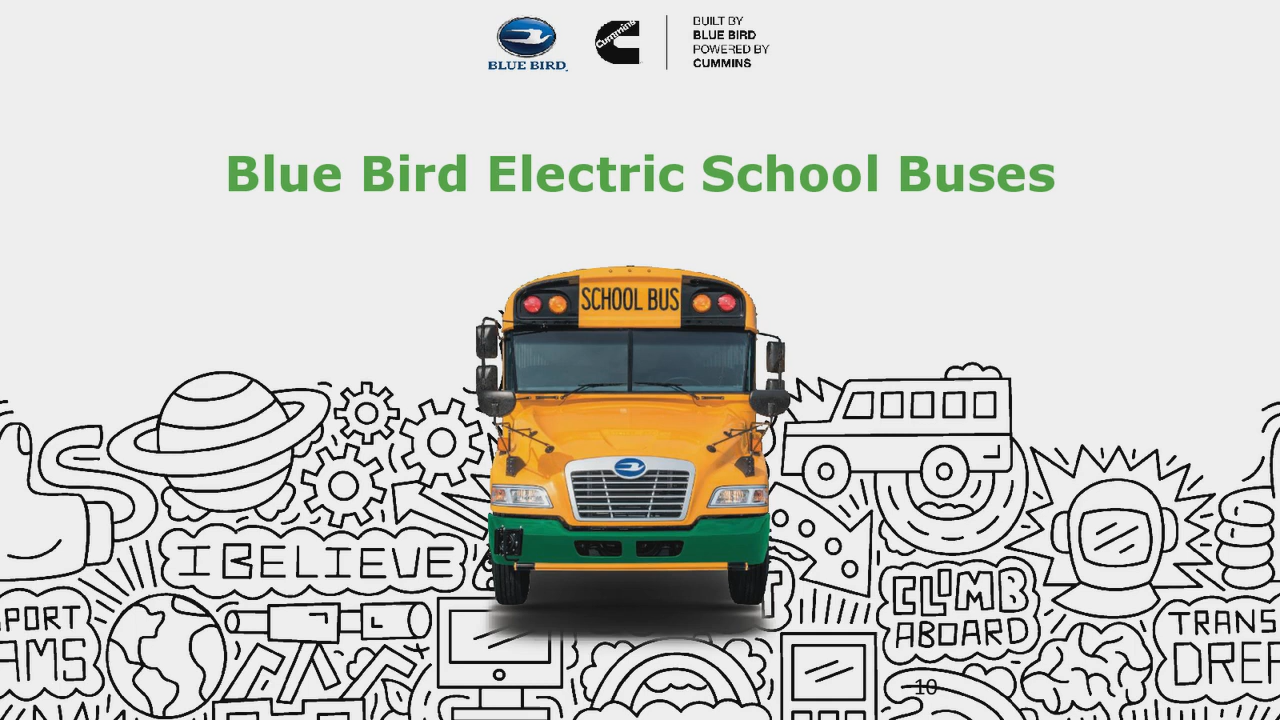 BLUE BIRD
Cummins
BUILT BY
BLUE BIRD
POWERED BY
CUMMINS
Blue Bird Electric School Buses
SCHOOL BUS
I BELIEVE
CLIMB
ABOARD
PORT
AMS
TRANS
DREA
10